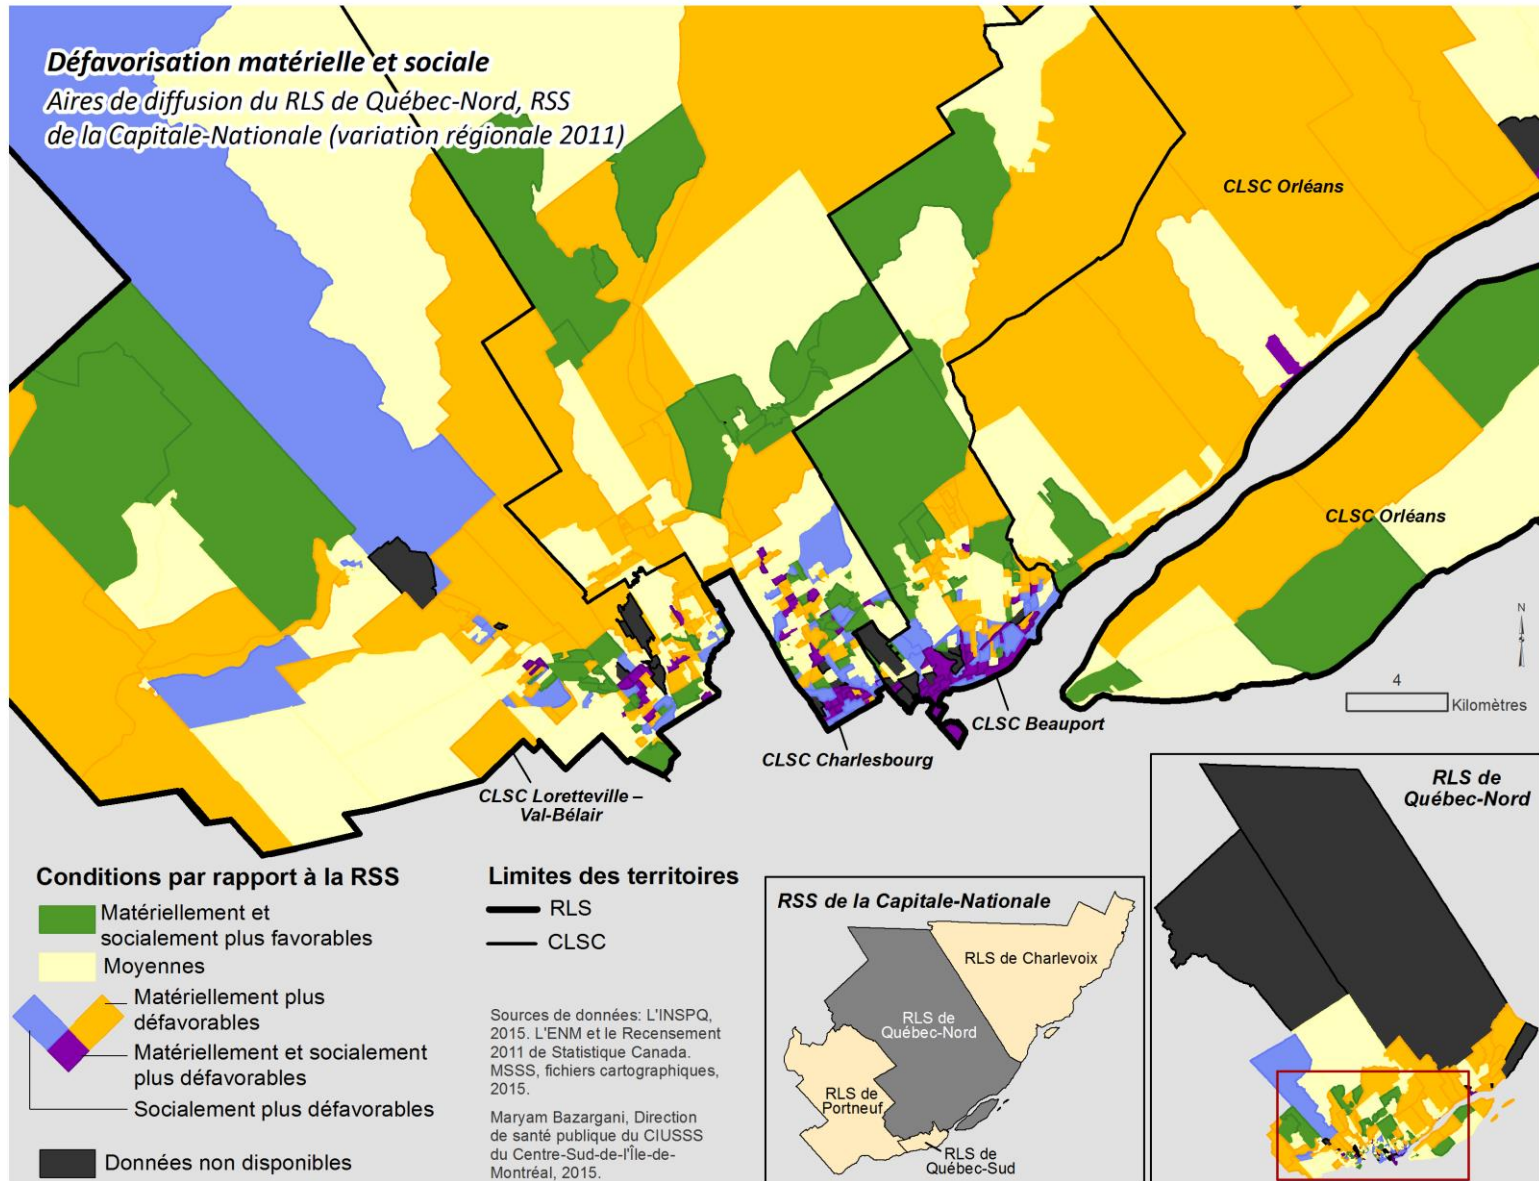 Défavorisation matérielle et sociale
Aires de diffusion du RLS de Québec-Nord, RSS
de la Capitale-Nationale (variation régionale 2011)
CLSC Orléans
CLSC Orléans
N
4
Kilomètres
CLSC Beauport
CLSC Charlesbourg
CLSC Loretteville –
Val-Bélair
Conditions par rapport à la RSS
Matériellement et
socialement plus favorables
Moyennes
Matériellement plus
défavorables
Matériellement et socialement
plus défavorables
Socialement plus défavorables
Données non disponibles
Limites des territoires
RLS
CLSC
Sources de données: L'INSPQ,
2015. L'ENM et le Recensement
2011 de Statistique Canada.
MSSS, fichiers cartographiques,
2015.
Maryam Bazargani, Direction
de santé publique du CIUSSS
du Centre-Sud-de-l'Île-de-
Montréal, 2015.
RSS de la Capitale-Nationale
RLS de Charlevoix
RLS de
Québec-Nord
RLS de
Portneuf
RLS de
Québec-Sud
RLS de
Québec-Nord